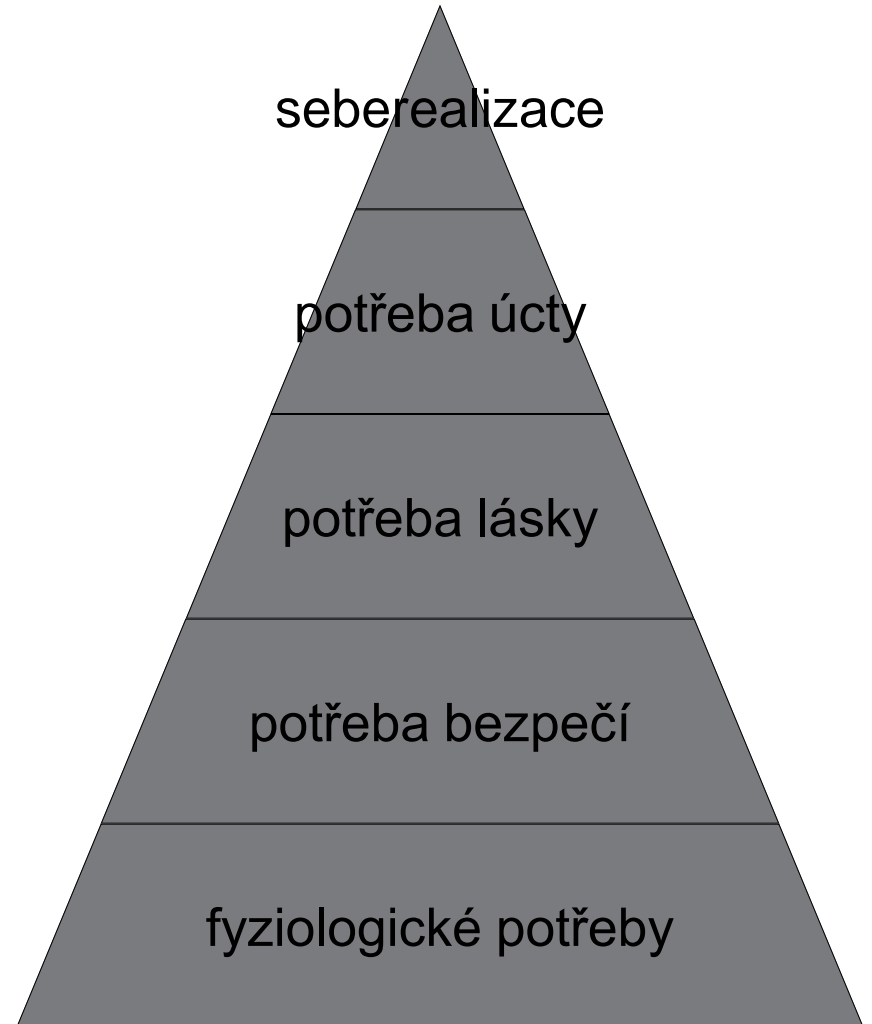 seberealizace
potřeba úcty
potřeba lásky
potřeba bezpečí
fyziologické potřeby